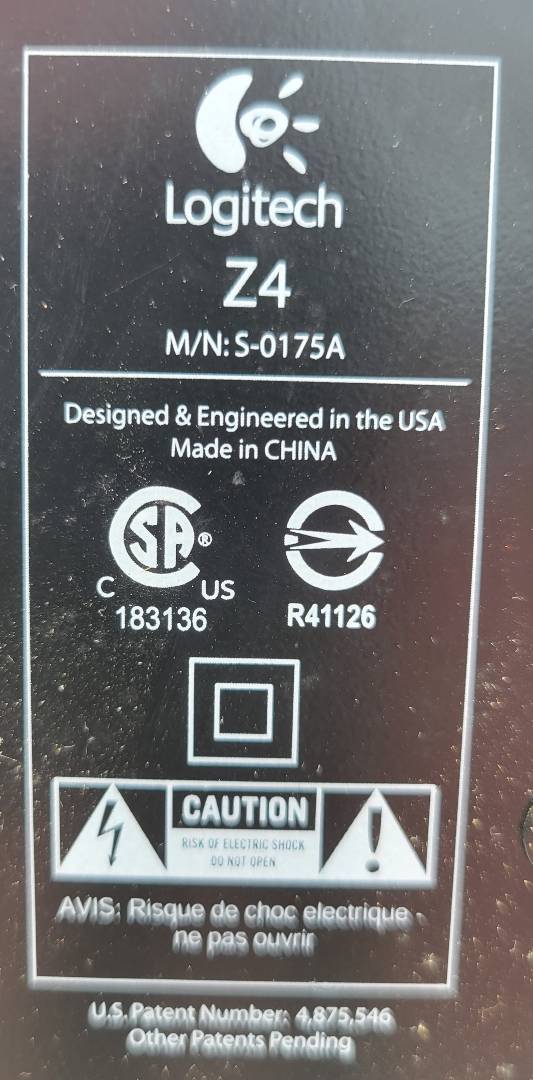 Logitech
Z4
M/N: S-0175A
Designed & Engineered in the USA
Made in CHINA
C SA® US
183136
R41126
CAUTION
RISK OF ELECTRIC SHOCK
DO NOT OPEN
AVIS: Risque de choc electrique -
ne pas ouvrir
U.S. Patent Number: 4,875,546
Other Patents Pending